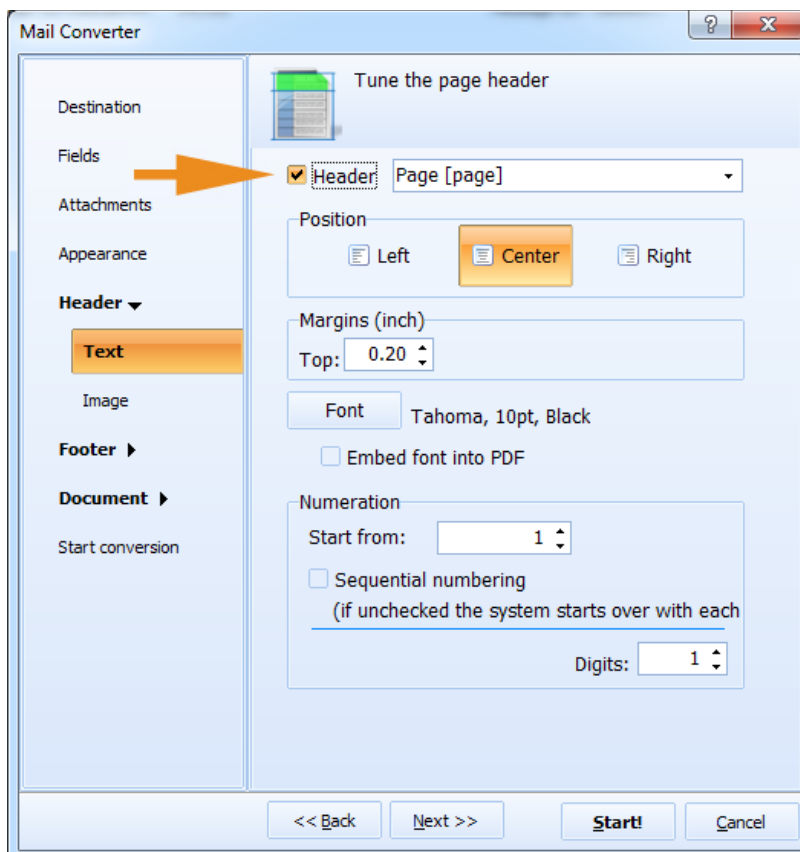 Mail Converter
?
Tune the page header
Destination
Fields
Attachments
Appearance
Header
Text
Image
Footer
Document
Start conversion
Header Page [page]
Position
Left Center Right
Margins (inch)
Top: 0.20
Font Tahoma, 10pt, Black
Embed font into PDF
Numeration
Start from: 1
Sequential numbering
(if unchecked the system starts over with each
Digits: 1
<< Back Next >> Start! Cancel